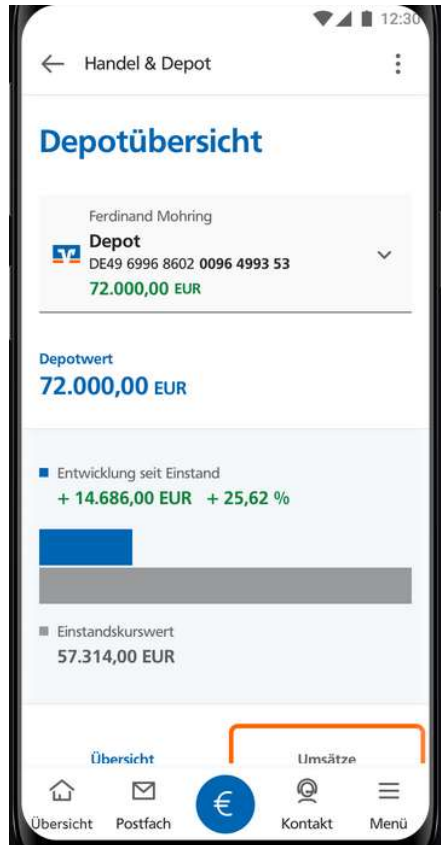 12:30
Handel & Depot
Depotübersicht
Ferdinand Mohring
Depot
DE49 6996 8602 0096 4993 53
72.000,00 EUR
Depotwert
72.000,00 EUR
Entwicklung seit Einstand
+ 14.686,00 EUR + 25,62 %
Einstandskurswert
57.314,00 EUR
Übersicht Umsätze
€
Übersicht Postfach Kontakt Menü